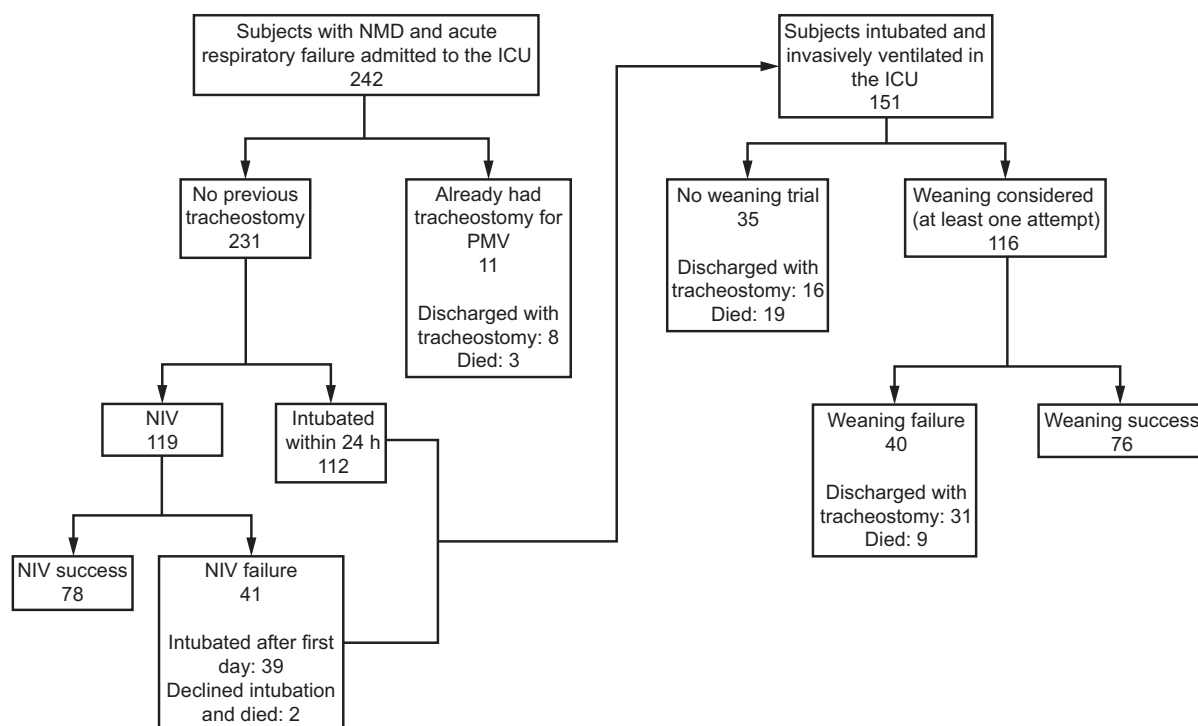 Subjects with NMD and acute
respiratory failure admitted to the ICU
242
No previous
tracheostomy
231
Already had
tracheostomy for
PMV
11
Discharged with
tracheostomy: 8
Died: 3
NIV
119
Intubated
within 24 h
112
NIV success
78
NIV failure
41
Intubated after first
day: 39
Declined intubation
and died: 2
Subjects intubated and
invasively ventilated in
the ICU
151
No weaning trial
35
Discharged with
tracheostomy: 16
Died: 19
Weaning considered
(at least one attempt)
116
Weaning failure
40
Discharged with
tracheostomy: 31
Died: 9
Weaning success
76